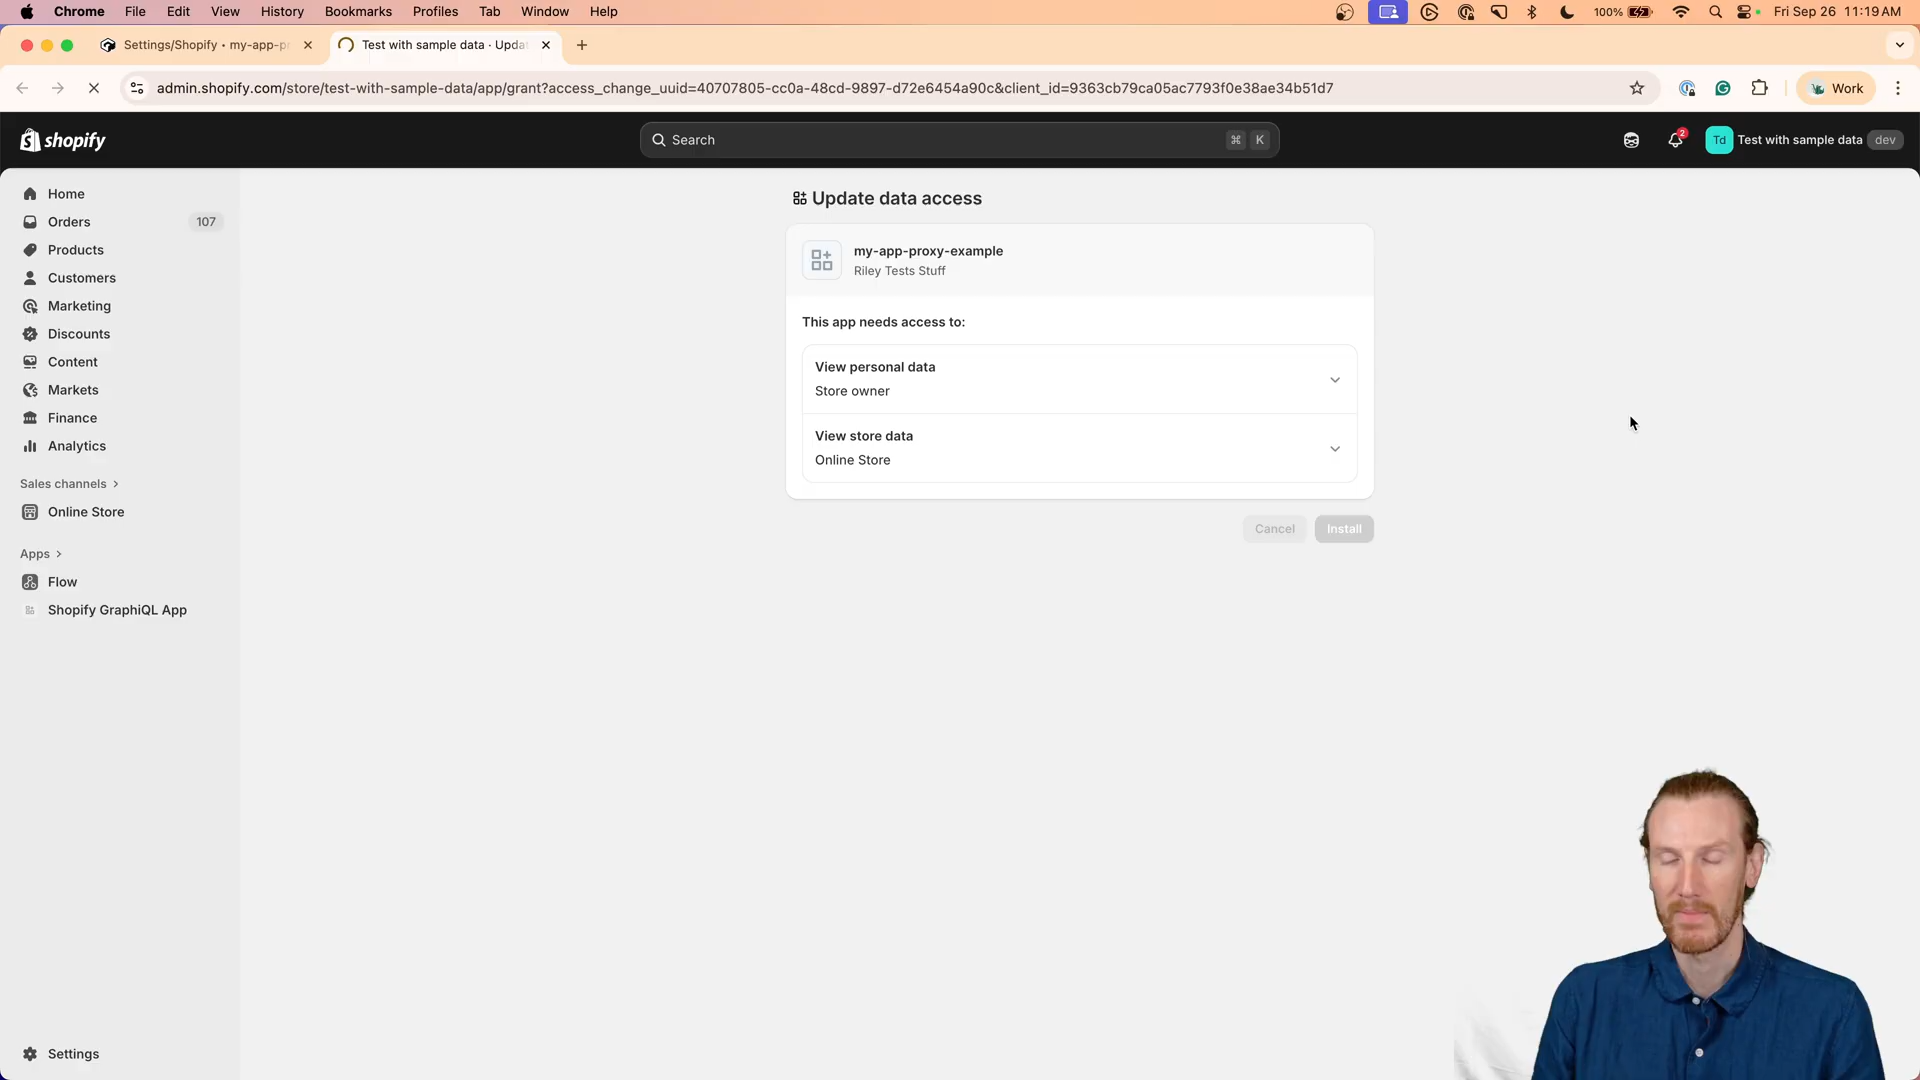 Chrome File Edit View History Bookmarks Profiles Tab Window Help 100% Fri Sep 26 11:19 AM
Settings/Shopify • my-app-pr Test with sample data · Upda
admin.shopify.com/store/test-with-sample-data/app/grant?access_change_uuid=40707805-cc0a-48cd-9897-d72e6454a90c&client_id=9363cb79ca05ac7793f0e38ae34b51d7 Work
shopify Search ⌘ K 2 Td Test with sample data dev
Home
Orders 107
Products
Customers
Marketing
Discounts
Content
Markets
Finance
Analytics
Sales channels
Online Store
Apps
Flow
Shopify GraphiQL App
Settings
Update data access
my-app-proxy-example
Riley Tests Stuff
This app needs access to:
View personal data
Store owner
View store data
Online Store
Cancel Install